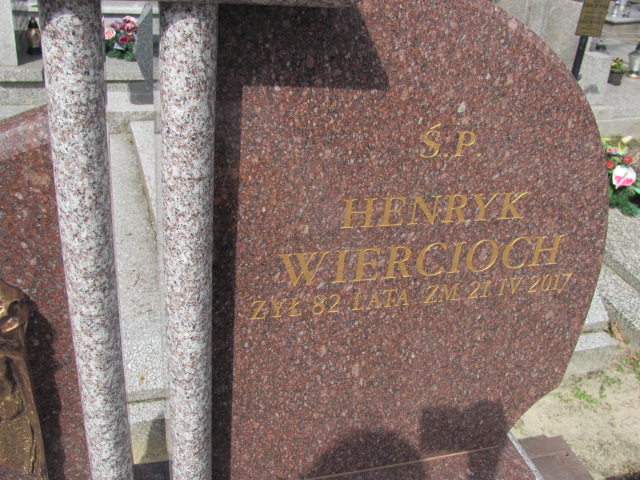 Ś.P.
HENRYK
WIERCIOCH
ŻYŁ 82 LATA ZM. 21 IV 2017